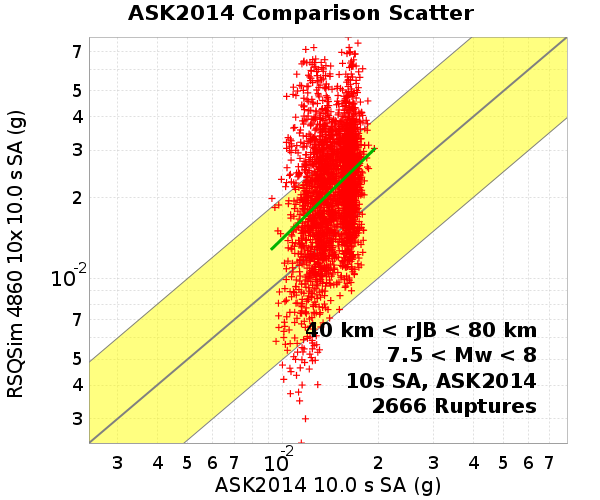 ASK2014 Comparison Scatter
RSQSim 4860 10x 10.0 s SA (g)
7
5
4
3
2
10-2
7
5
4
3
40 km < rJB < 80 km
7.5 < Mw < 8
10s SA, ASK2014
2666 Ruptures
3 4 5 6 7 10-2 2 3 4 5 6 7
ASK2014 10.0 s SA (g)